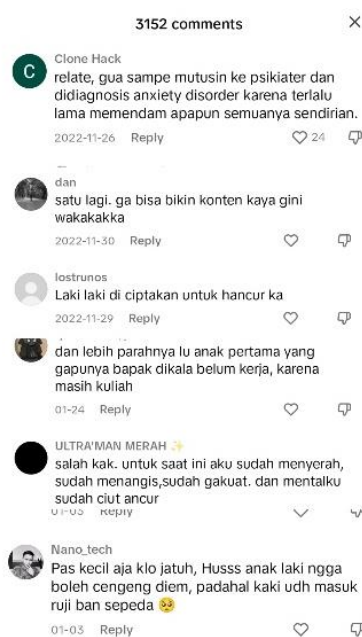 3152 comments
Clone Hack
relate, gua sampe mutusin ke psikiater dan
didiagnosis anxiety disorder karena terlalu
lama memendam apapun semuanya sendirian.
2022-11-26 Reply 24
dan
satu lagi. ga bisa bikin konten kaya gini
wakakakka
2022-11-30 Reply
lostrunos
Laki laki di ciptakan untuk hancur ka
2022-11-29 Reply
dan lebih parahnya lu anak pertama yang
gapunya bapak dikala belum kerja, karena
masih kuliah
01-24 Reply
ULTRA'MAN MERAH ✨
salah kak. untuk saat ini aku sudah menyerah,
sudah menangis,sudah gakuat. dan mentalku
sudah ciut ancur
01-05 Reply
Nano_tech
Pas kecil aja klo jatuh, Husss anak laki ngga
boleh cengeng diem, padahal kaki udh masuk
ruji ban sepeda 🥺
01-03 Reply